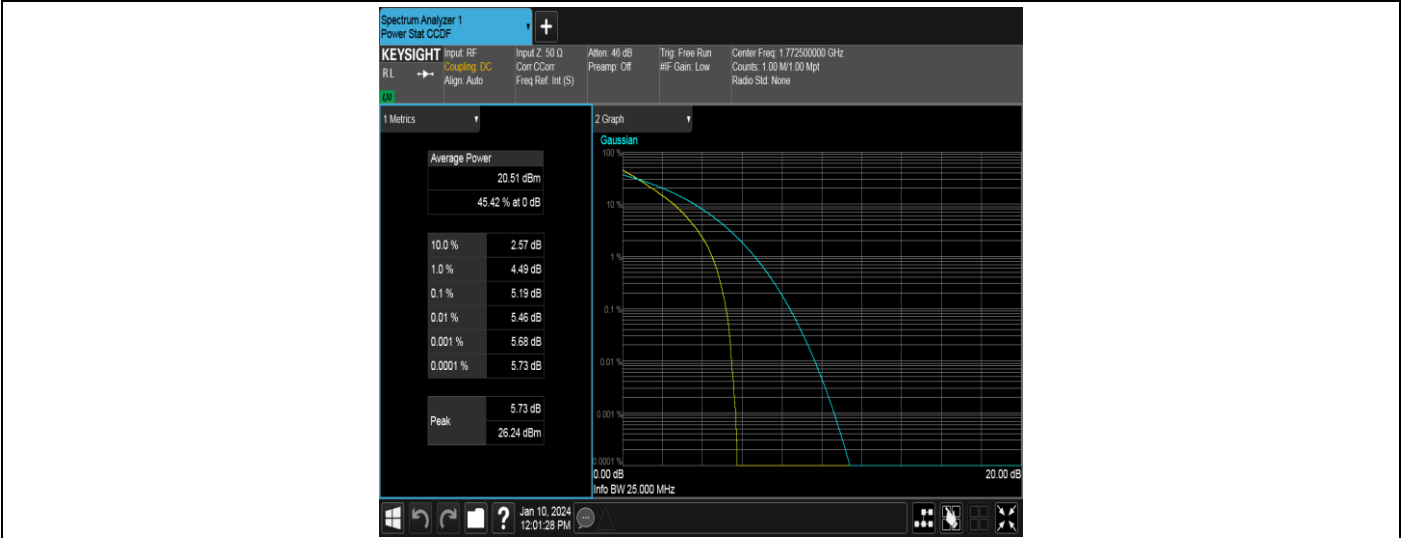 Spectrum Analyzer 1
Power Stat CCDF
+
KEYSIGHT
RL
Input: RF
Coupling: DC
Align: Auto
Input Z: 50 Ω
Corr CCorr
Freq Ref: Int (S)
Atten: 46 dB
Preamp: Off
Trig: Free Run
#IF Gain: Low
Center Freq: 1.772500000 GHz
Counts: 1.00 M/1.00 Mpt
Radio Std: None
1 Metrics
Average Power
20.51 dBm
45.42 % at 0 dB
10.0 % 2.57 dB
1.0 % 4.49 dB
0.1 % 5.19 dB
0.01 % 5.46 dB
0.001 % 5.68 dB
0.0001 % 5.73 dB
Peak
5.73 dB
26.24 dBm
2 Graph
Gaussian
100 %
10 %
1 %
0.1 %
0.01 %
0.001 %
0.0001 %
0.00 dB 20.00 dB
Info BW 25.000 MHz
?
Jan 10, 2024
12:01:28 PM